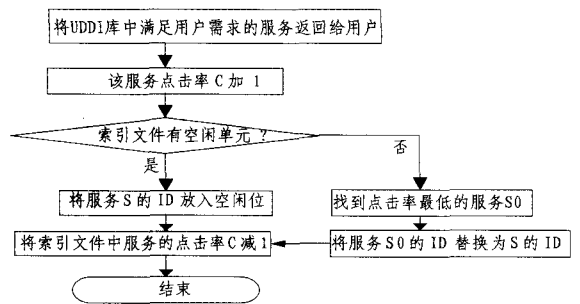 将UDDI库中满足用户需求的服务返回给用户
该服务点击率C加1
索引文件有空闲单元?
是
否
将服务S的ID放入空闲位
找到点击率最低的服务S0
将索引文件中服务的点击率C减1
将服务S0的ID替换为S的ID
结束